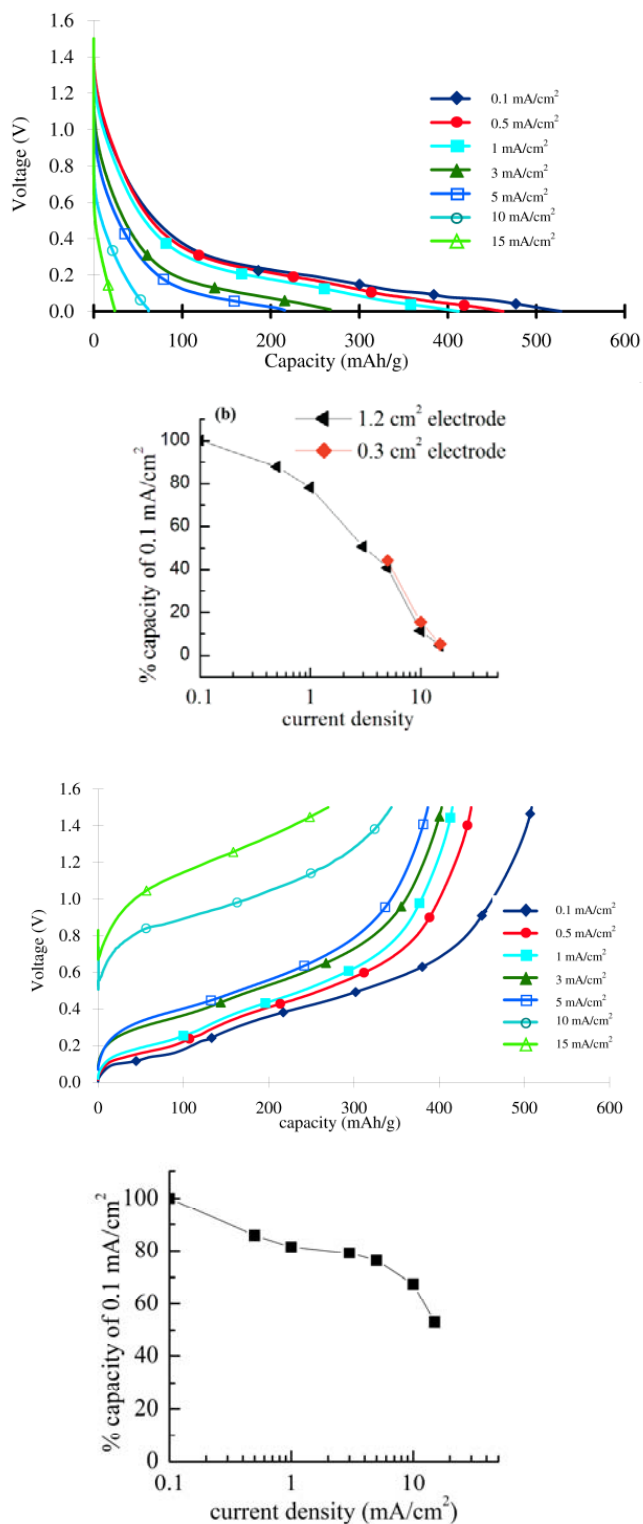 1.6
1.4
1.2
1.0
0.8
0.6
0.4
0.2
0.0
Voltage (V)
0.1 mA/cm²
0.5 mA/cm²
1 mA/cm²
3 mA/cm²
5 mA/cm²
10 mA/cm²
15 mA/cm²
0 100 200 300 400 500 600
Capacity (mAh/g)
(b)
1.2 cm² electrode
0.3 cm² electrode
100
80
60
40
20
0
% capacity of 0.1 mA/cm²
0.1 1 10
current density
1.6
1.4
1.2
1.0
0.8
0.6
0.4
0.2
0.0
Voltage (V)
0.1 mA/cm²
0.5 mA/cm²
1 mA/cm²
3 mA/cm²
5 mA/cm²
10 mA/cm²
15 mA/cm²
0 100 200 300 400 500 600
capacity (mAh/g)
100
80
60
40
20
0
% capacity of 0.1 mA/cm²
0.1 1 10
current density (mA/cm²)